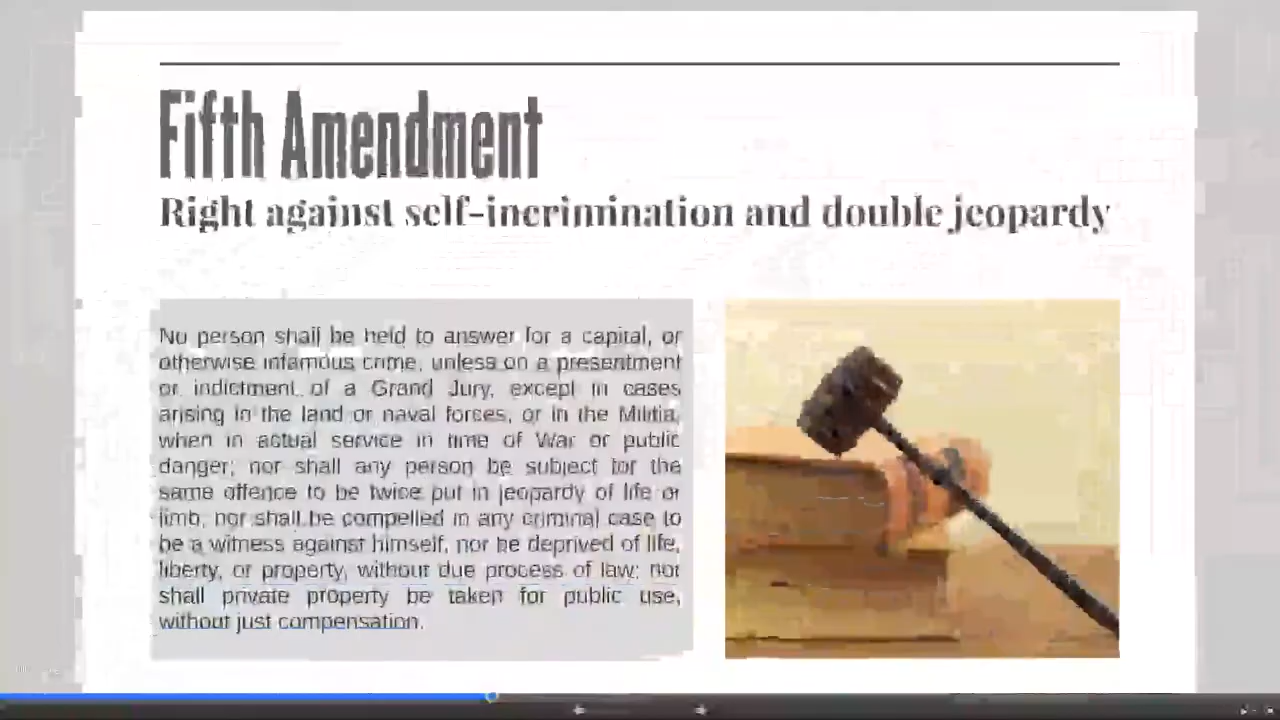 Fifth Amendment
Right against self-incrimination and double jeopardy
No person shall be held to answer for a capital, or
otherwise infamous crime, unless on a presentment
or indictment of a Grand Jury, except in cases
arising in the land or naval forces, or in the Militia,
when in actual service in time of War or public
danger; nor shall any person be subject for the
same offence to be twice put in jeopardy of life or
limb; nor shall be compelled in any criminal case to
be a witness against himself, nor be deprived of life,
liberty, or property, without due process of law; nor
shall private property be taken for public use,
without just compensation.